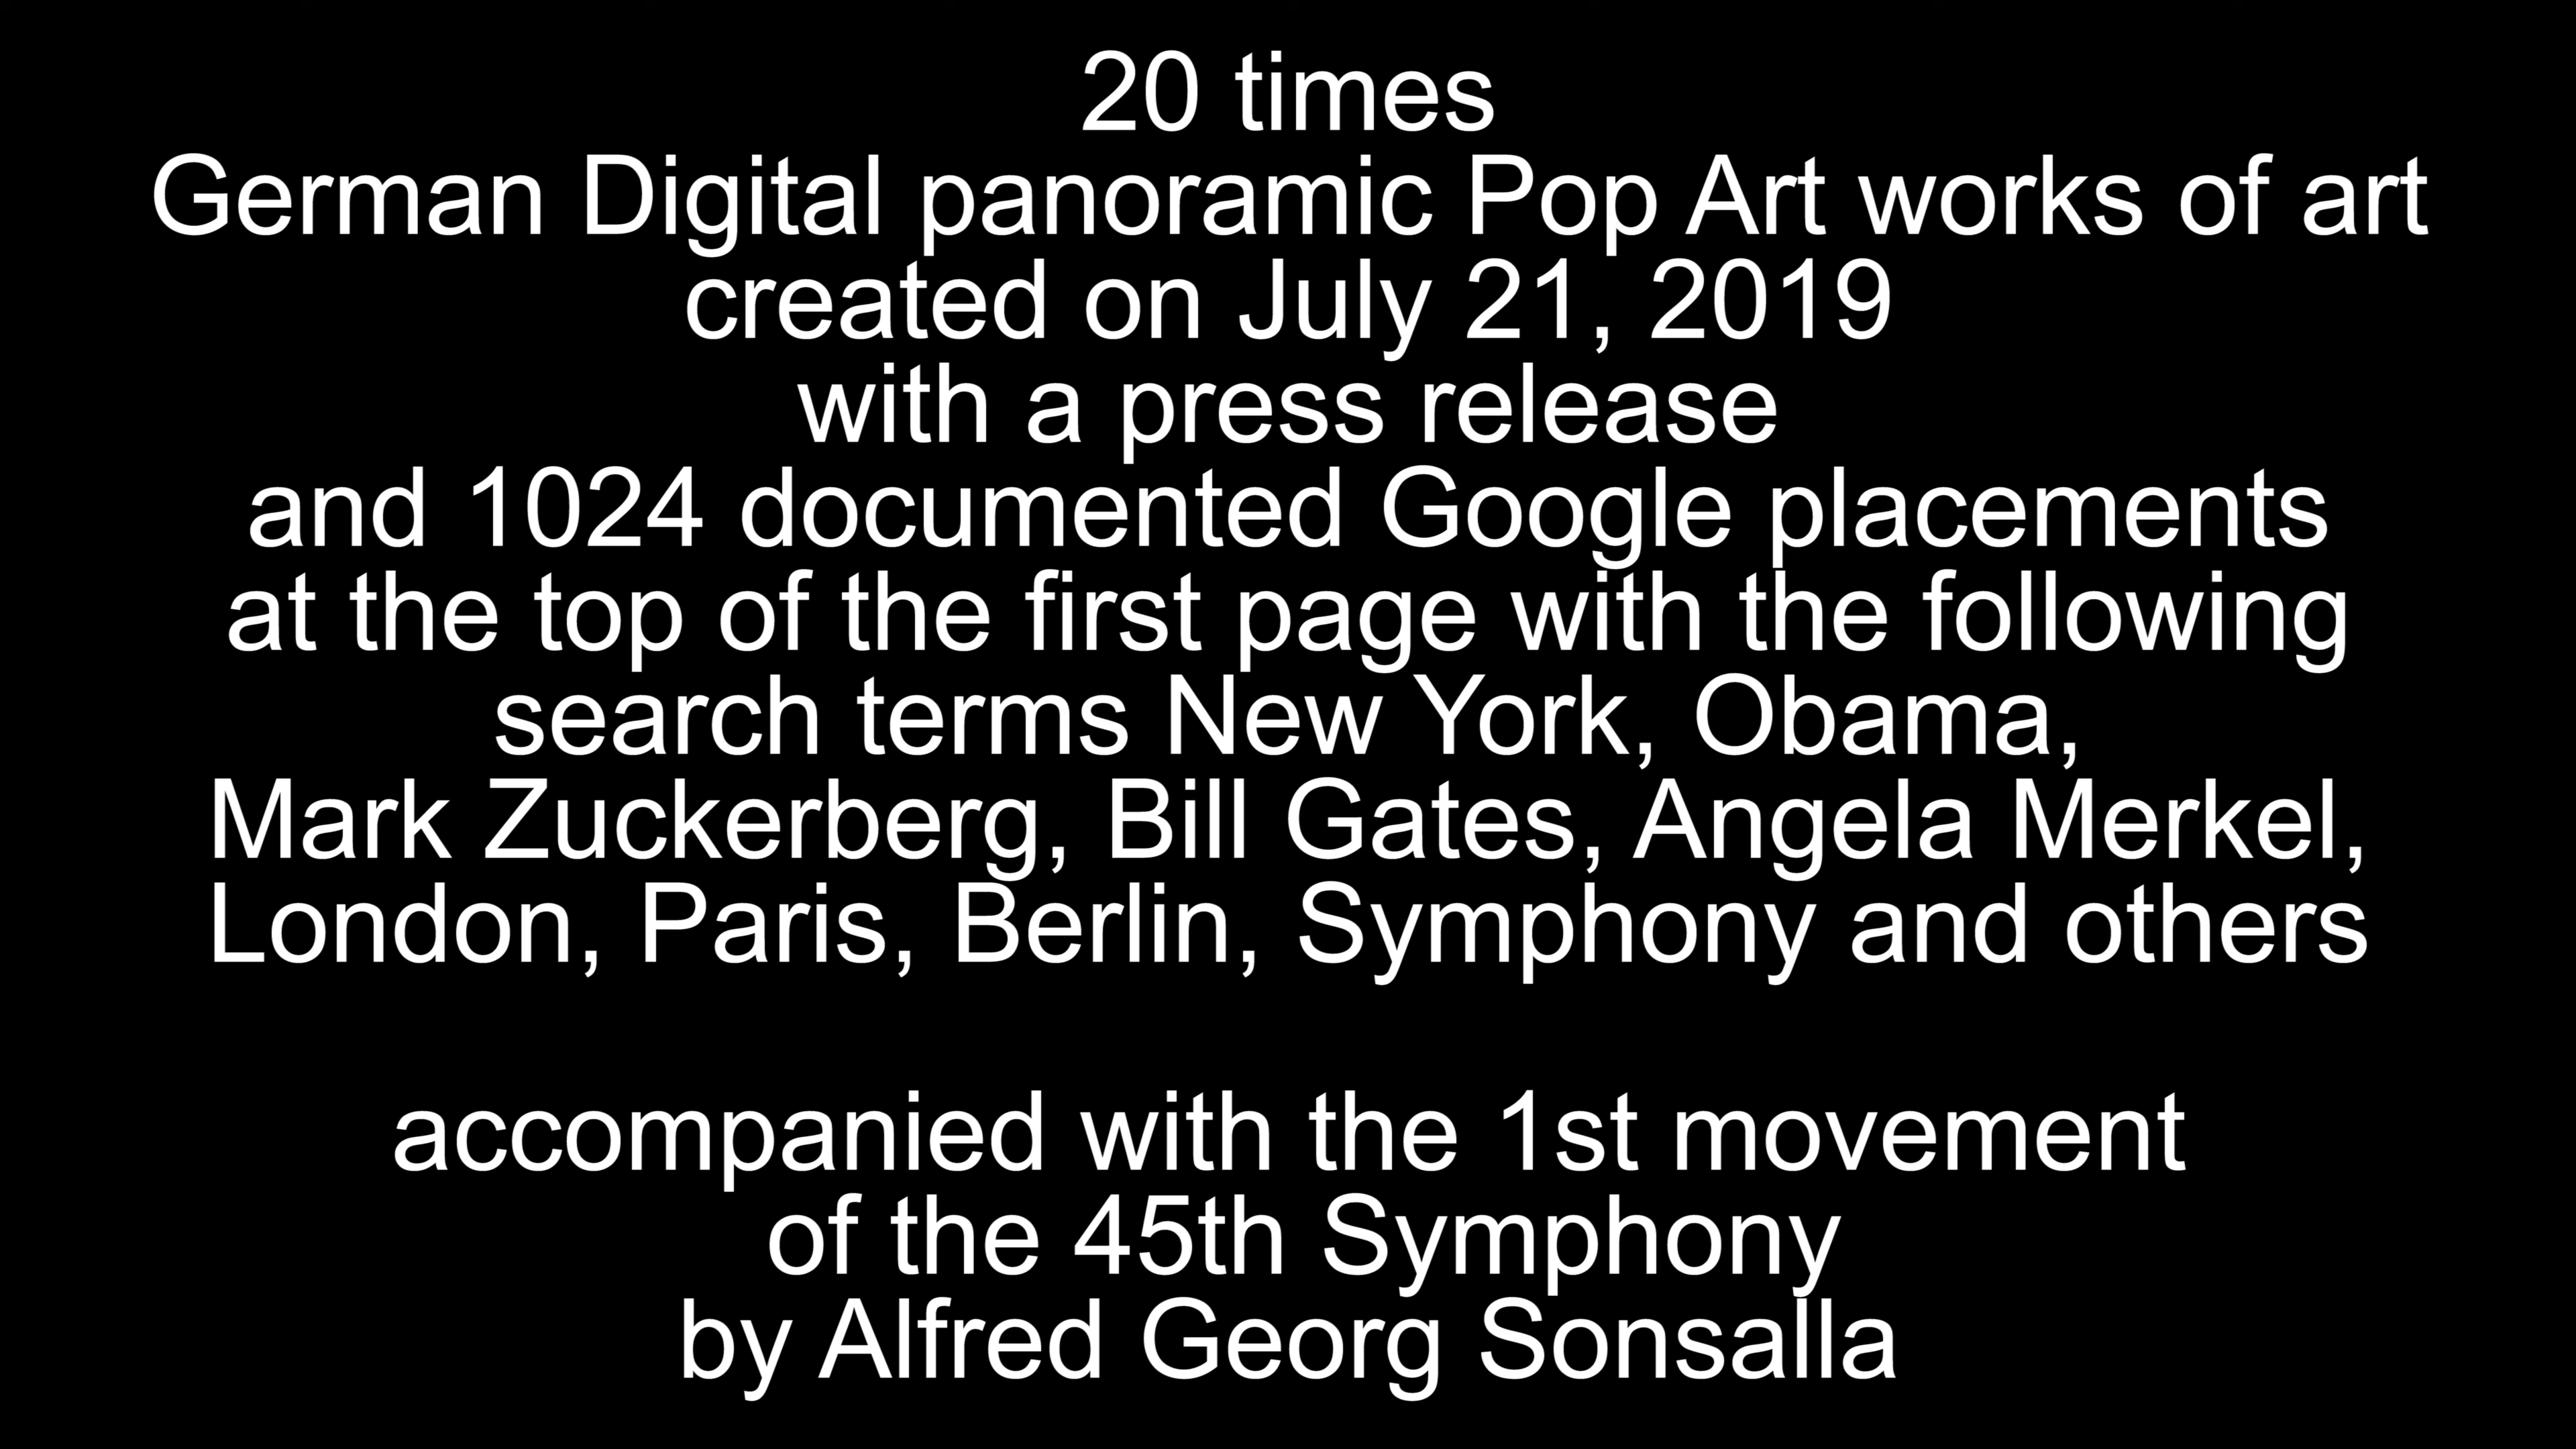 20 times
German Digital panoramic Pop Art works of art
created on July 21, 2019
with a press release
and 1024 documented Google placements
at the top of the first page with the following
search terms New York, Obama,
Mark Zuckerberg, Bill Gates, Angela Merkel,
London, Paris, Berlin, Symphony and others
accompanied with the 1st movement
of the 45th Symphony
by Alfred Georg Sonsalla